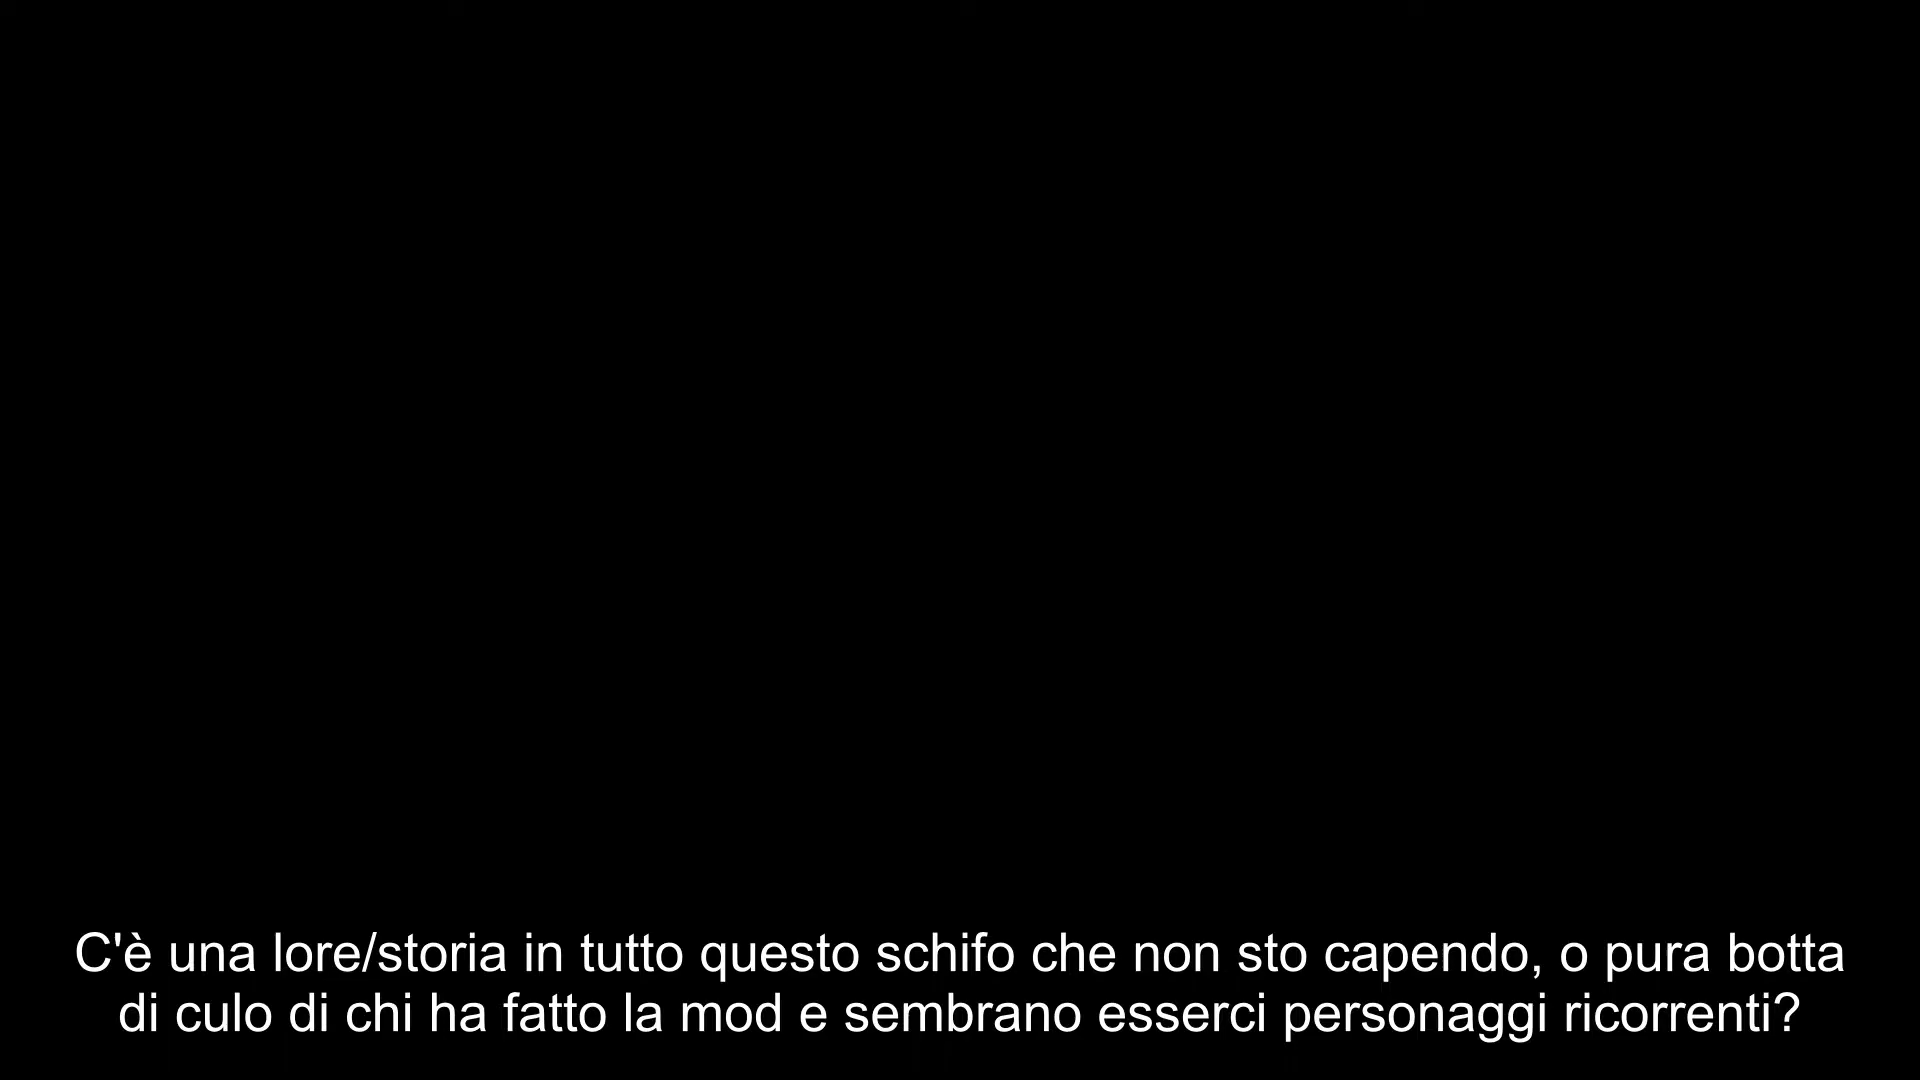 C'è una lore/storia in tutto questo schifo che non sto capendo, o pura botta
di culo di chi ha fatto la mod e sembrano esserci personaggi ricorrenti?